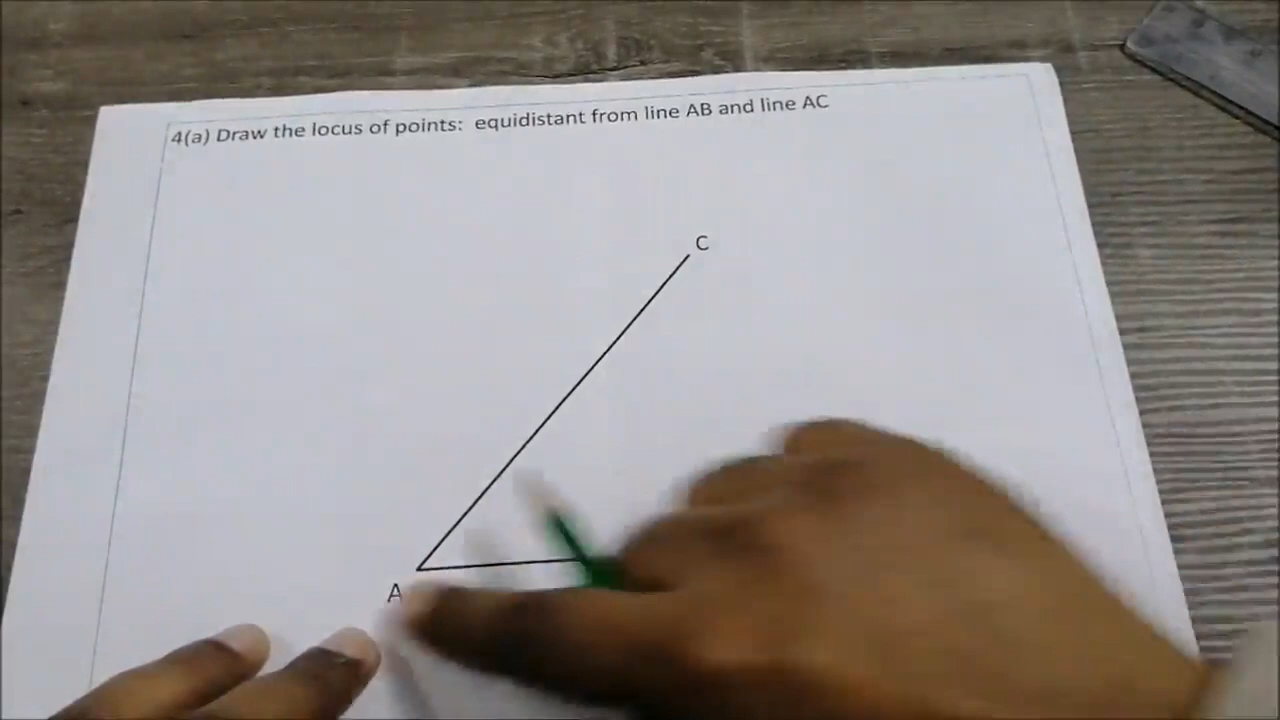 4(a) Draw the locus of points: equidistant from line AB and line AC
C
A